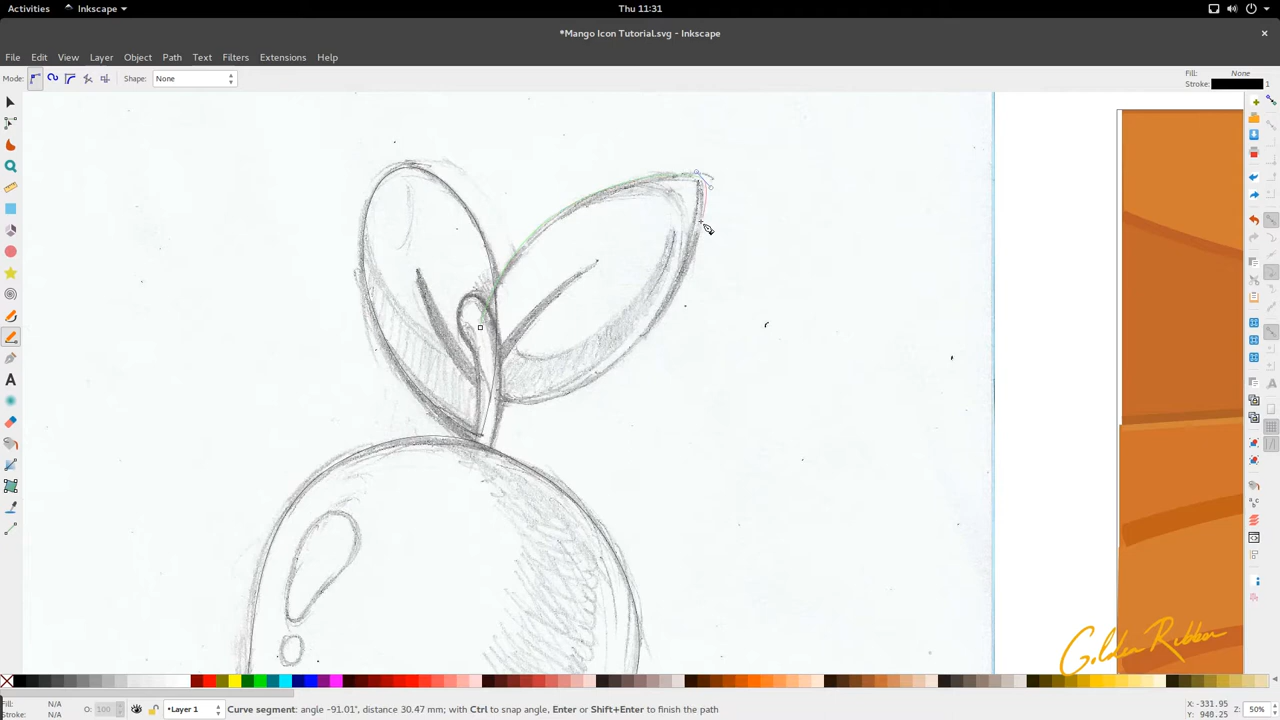 Activities
Inkscape
Thu 11:31
*Mango Icon Tutorial.svg - Inkscape
File Edit View Layer Object Path Text Filters Extensions Help
Mode: Shape: None
Fill: None
Stroke: 1
Golden Ribbon
Fill: N/A
Stroke: N/A
O: 100
•Layer 1
Curve segment: angle -91.01°, distance 30.47 mm; with Ctrl to snap angle, Enter or Shift+Enter to finish the path
X: -331.95
Y: 940.25
Z: 50%